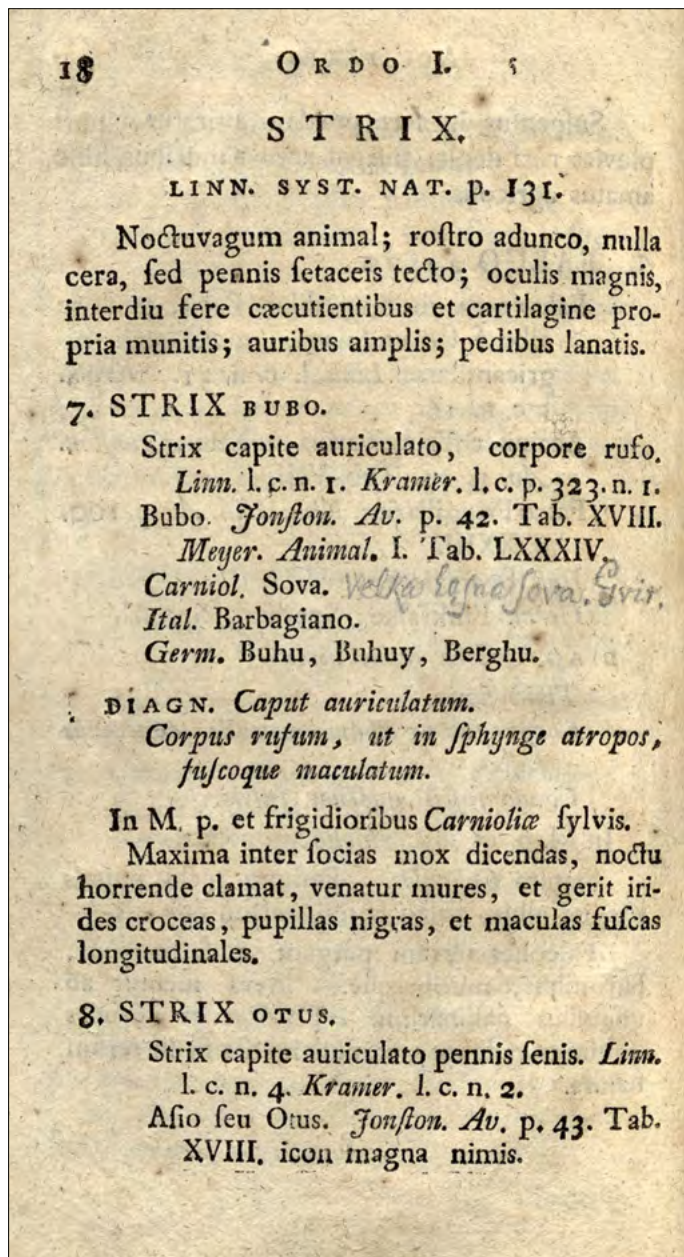 18 ORDO I.
STRIX.
LINN. SYST. NAT. p. 131.
Noctuvagum animal; roſtro adunco, nulla
cera, ſed pennis ſetaceis tecto; oculis magnis,
interdiu fere cæcutientibus et cartilagine pro-
pria munitis; auribus amplis; pedibus lanatis.
7. STRIX BUBO.
Strix capite auriculato, corpore rufo.
Linn. l. c. n. 1. Kramer. l. c. p. 323. n. 1.
Bubo. Jonſton. Av. p. 42. Tab. XVIII.
Meyer. Animal. I. Tab. LXXXIV.
Carniol. Sova. Velka ſova.
Ital. Barbagiano.
Germ. Buhu, Buhuy, Berghu.
DIAGN. Caput auriculatum.
Corpus rufum, ut in ſphynge atropos,
fuſcoque maculatum.
In M. p. et frigidioribus Carnioliæ ſylvis.
Maxima inter ſocias mox dicendas, noctu
horrende clamat, venatur mures, et gerit iri-
des croceas, pupillas nigras, et maculas fuſcas
longitudinales.
8. STRIX OTUS.
Strix capite auriculato pennis ſenis. Linn.
l. c. n. 4. Kramer. l. c. n. 2.
Aſio ſeu Otus. Jonſton. Av. p. 43. Tab.
XVIII. icon magna nimis.